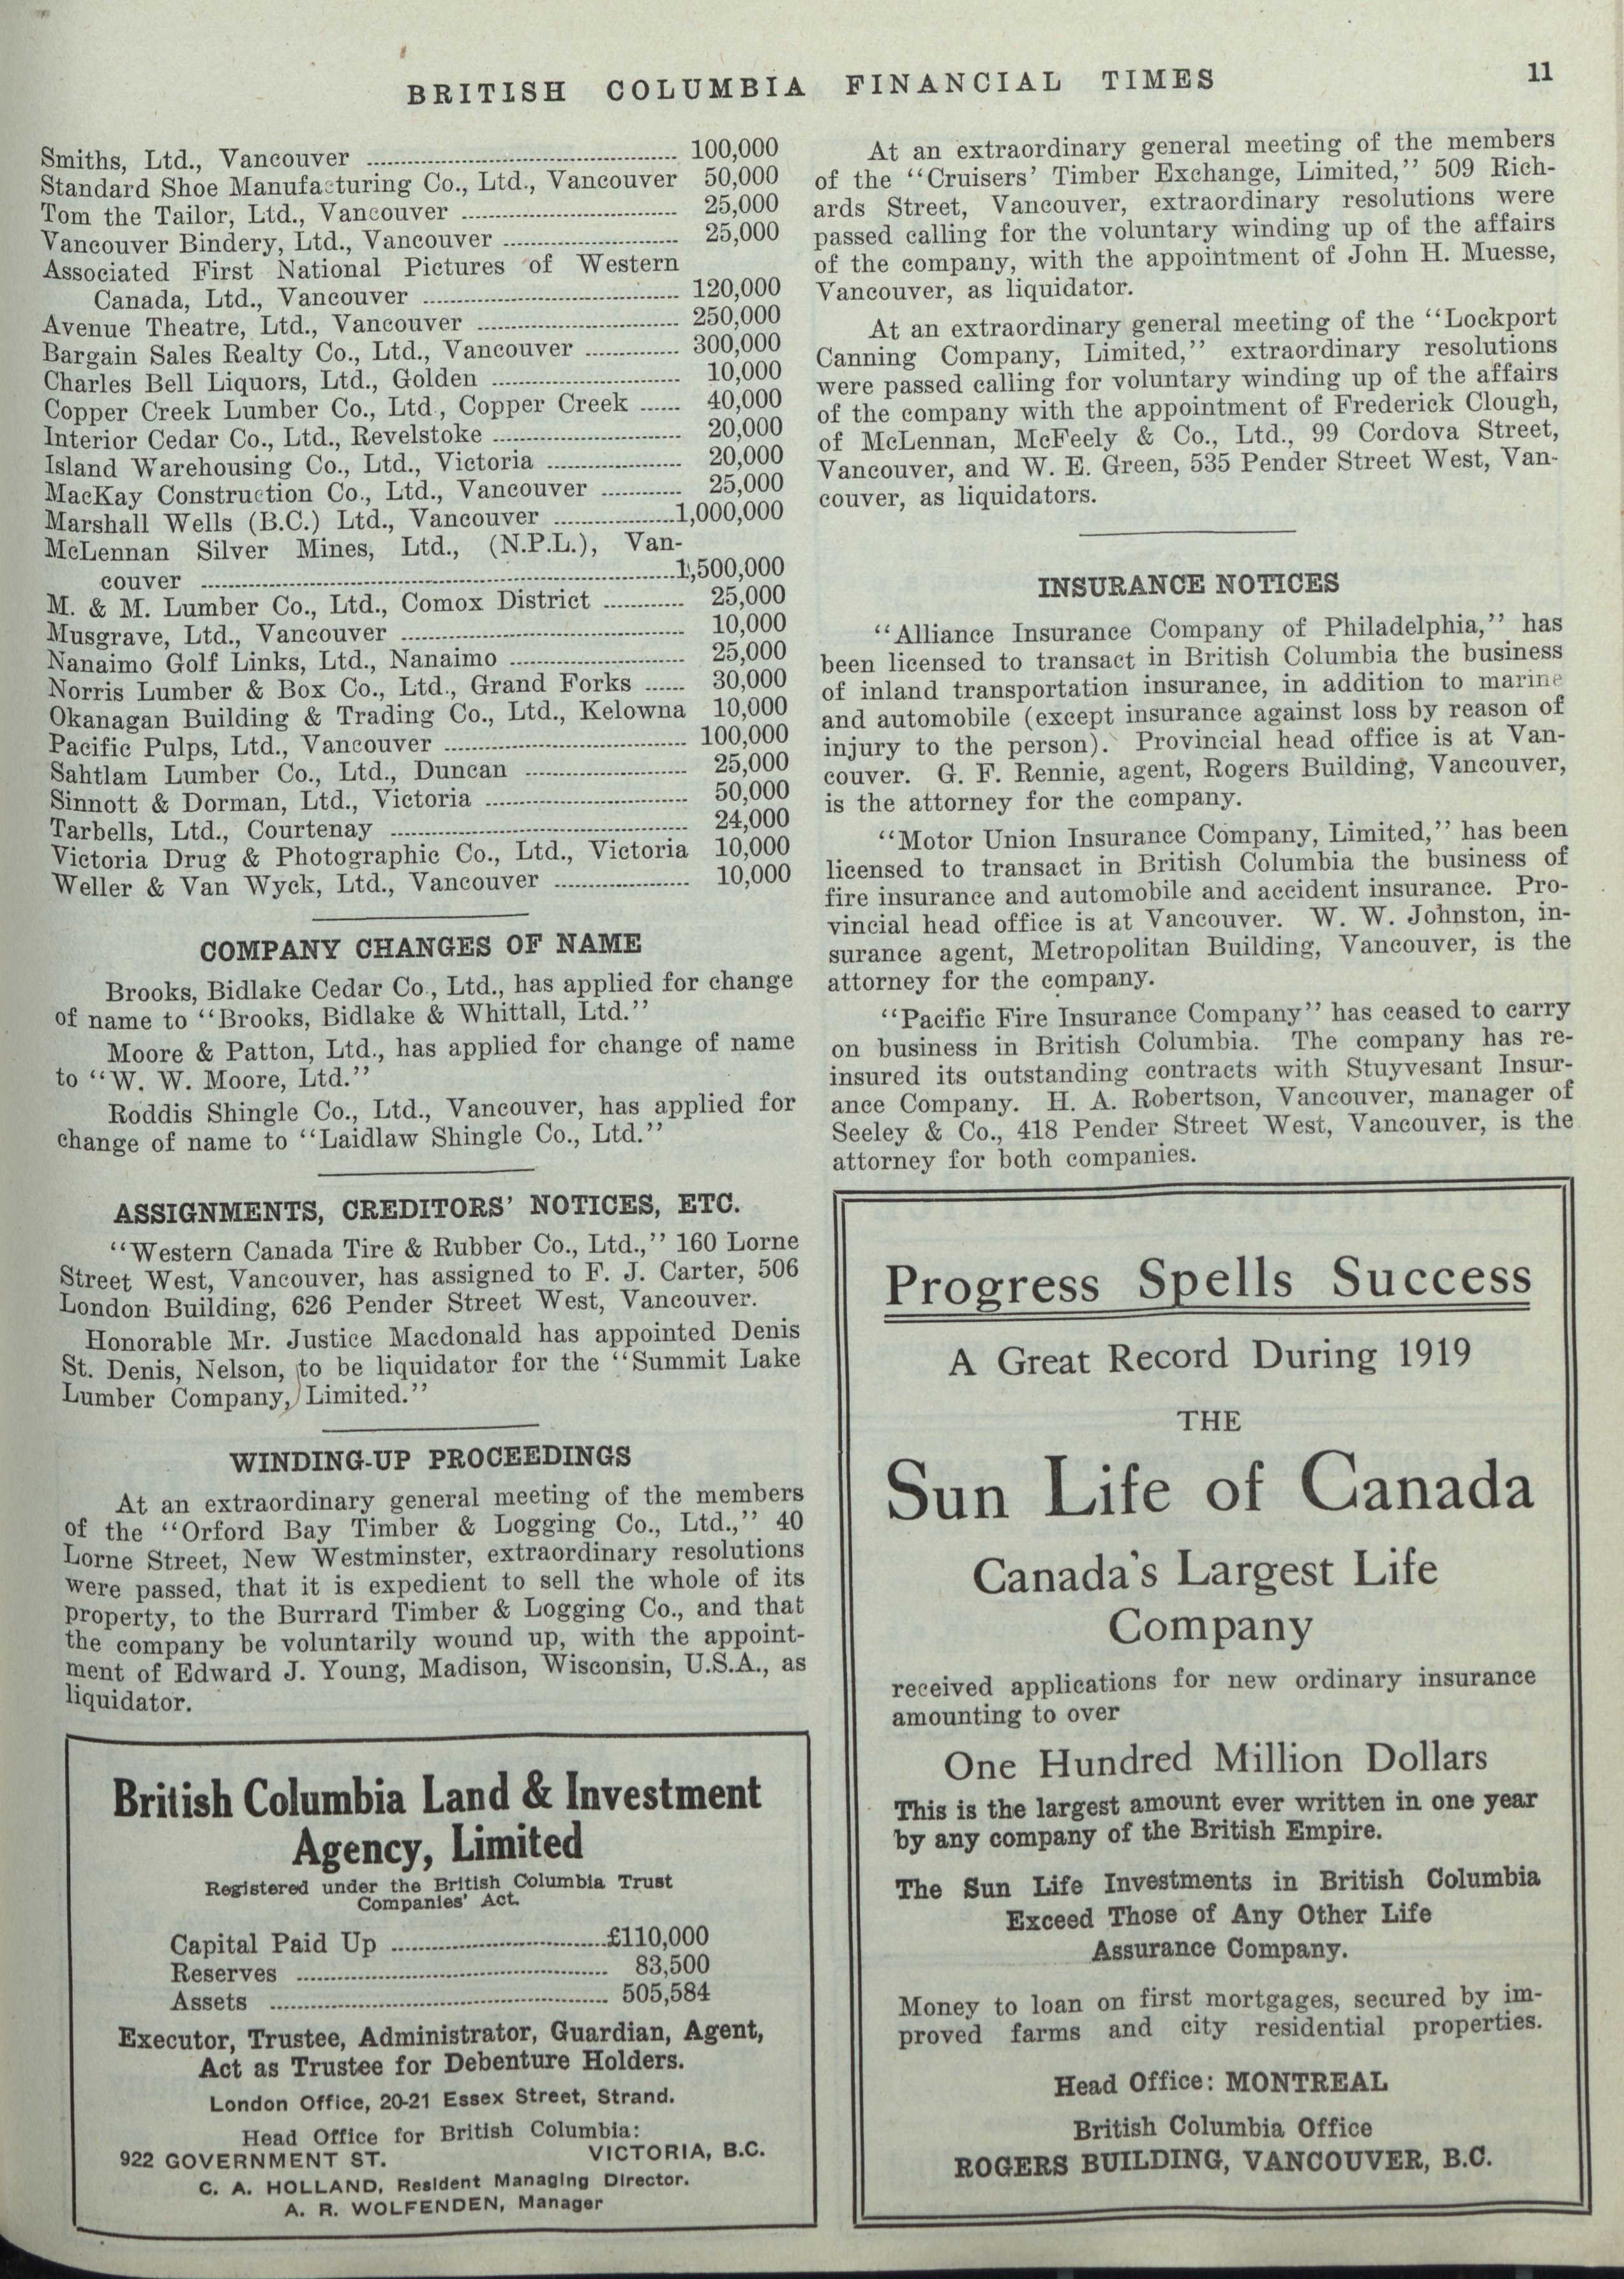 BRITISH COLUMBIA FINANCIAL TIMES 11
Smiths, Ltd., Vancouver 100,000
Standard Shoe Manufacturing Co., Ltd., Vancouver 50,000
Tom the Tailor, Ltd., Vancouver 25,000
Vancouver Bindery, Ltd., Vancouver 25,000
Associated First National Pictures of Western
Canada, Ltd., Vancouver 120,000
Avenue Theatre, Ltd., Vancouver 250,000
Bargain Sales Realty Co., Ltd., Vancouver 300,000
Charles Bell Liquors, Ltd., Golden 10,000
Copper Creek Lumber Co., Ltd., Copper Creek 40,000
Interior Cedar Co., Ltd., Revelstoke 20,000
Island Warehousing Co., Ltd., Victoria 20,000
MacKay Construction Co., Ltd., Vancouver 25,000
Marshall Wells (B.C.) Ltd., Vancouver 1,000,000
McLennan Silver Mines, Ltd., (N.P.L.), Van-
couver 1,500,000
M. & M. Lumber Co., Ltd., Comox District 25,000
Musgrave, Ltd., Vancouver 10,000
Nanaimo Golf Links, Ltd., Nanaimo 25,000
Norris Lumber & Box Co., Ltd., Grand Forks 30,000
Okanagan Building & Trading Co., Ltd., Kelowna 10,000
Pacific Pulps, Ltd., Vancouver 100,000
Sahtlam Lumber Co., Ltd., Duncan 25,000
Sinnott & Dorman, Ltd., Victoria 50,000
Tarbells, Ltd., Courtenay 24,000
Victoria Drug & Photographic Co., Ltd., Victoria 10,000
Weller & Van Wyck, Ltd., Vancouver 10,000
COMPANY CHANGES OF NAME
Brooks, Bidlake Cedar Co., Ltd., has applied for change
of name to "Brooks, Bidlake & Whittall, Ltd."
Moore & Patton, Ltd., has applied for change of name
to "W. W. Moore, Ltd."
Roddis Shingle Co., Ltd., Vancouver, has applied for
change of name to "Laidlaw Shingle Co., Ltd."
ASSIGNMENTS, CREDITORS' NOTICES, ETC.
"Western Canada Tire & Rubber Co., Ltd.," 160 Lorne
Street West, Vancouver, has assigned to F. J. Carter, 506
London Building, 626 Pender Street West, Vancouver.
Honorable Mr. Justice Macdonald has appointed Denis
St. Denis, Nelson, to be liquidator for the "Summit Lake
Lumber Company, Limited."
WINDING-UP PROCEEDINGS
At an extraordinary general meeting of the members
of the "Orford Bay Timber & Logging Co., Ltd.," 40
Lorne Street, New Westminster, extraordinary resolutions
were passed, that it is expedient to sell the whole of its
property, to the Burrard Timber & Logging Co., and that
the company be voluntarily wound up, with the appoint-
ment of Edward J. Young, Madison, Wisconsin, U.S.A., as
liquidator.
British Columbia Land & Investment
Agency, Limited
Registered under the British Columbia Trust
Companies' Act.
Capital Paid Up £110,000
Reserves 83,500
Assets 505,584
Executor, Trustee, Administrator, Guardian, Agent,
Act as Trustee for Debenture Holders.
London Office, 20-21 Essex Street, Strand.
Head Office for British Columbia:
922 GOVERNMENT ST. VICTORIA, B.C.
C. A. HOLLAND, Resident Managing Director.
A. R. WOLFENDEN, Manager
At an extraordinary general meeting of the members
of the "Cruisers' Timber Exchange, Limited," 509 Rich-
ards Street, Vancouver, extraordinary resolutions were
passed calling for the voluntary winding up of the affairs
of the company, with the appointment of John H. Muesse,
Vancouver, as liquidator.
At an extraordinary general meeting of the "Lockport
Canning Company, Limited," extraordinary resolutions
were passed calling for voluntary winding up of the affairs
of the company with the appointment of Frederick Clough,
of McLennan, McFeely & Co., Ltd., 99 Cordova Street,
Vancouver, and W. E. Green, 535 Pender Street West, Van-
couver, as liquidators.
INSURANCE NOTICES
"Alliance Insurance Company of Philadelphia," has
been licensed to transact in British Columbia the business
of inland transportation insurance, in addition to marine
and automobile (except insurance against loss by reason of
injury to the person). Provincial head office is at Van-
couver. G. F. Rennie, agent, Rogers Building, Vancouver,
is the attorney for the company.
"Motor Union Insurance Company, Limited," has been
licensed to transact in British Columbia the business of
fire insurance and automobile and accident insurance. Pro-
vincial head office is at Vancouver. W. W. Johnston, in-
surance agent, Metropolitan Building, Vancouver, is the
attorney for the company.
"Pacific Fire Insurance Company" has ceased to carry
on business in British Columbia. The company has re-
insured its outstanding contracts with Stuyvesant Insur-
ance Company. H. A. Robertson, Vancouver, manager of
Seeley & Co., 418 Pender Street West, Vancouver, is the
attorney for both companies.
Progress Spells Success
A Great Record During 1919
THE
Sun Life of Canada
Canada's Largest Life
Company
received applications for new ordinary insurance
amounting to over
One Hundred Million Dollars
This is the largest amount ever written in one year
by any company of the British Empire.
The Sun Life Investments in British Columbia
Exceed Those of Any Other Life
Assurance Company.
Money to loan on first mortgages, secured by im-
proved farms and city residential properties.
Head Office: MONTREAL
British Columbia Office
ROGERS BUILDING, VANCOUVER, B.C.